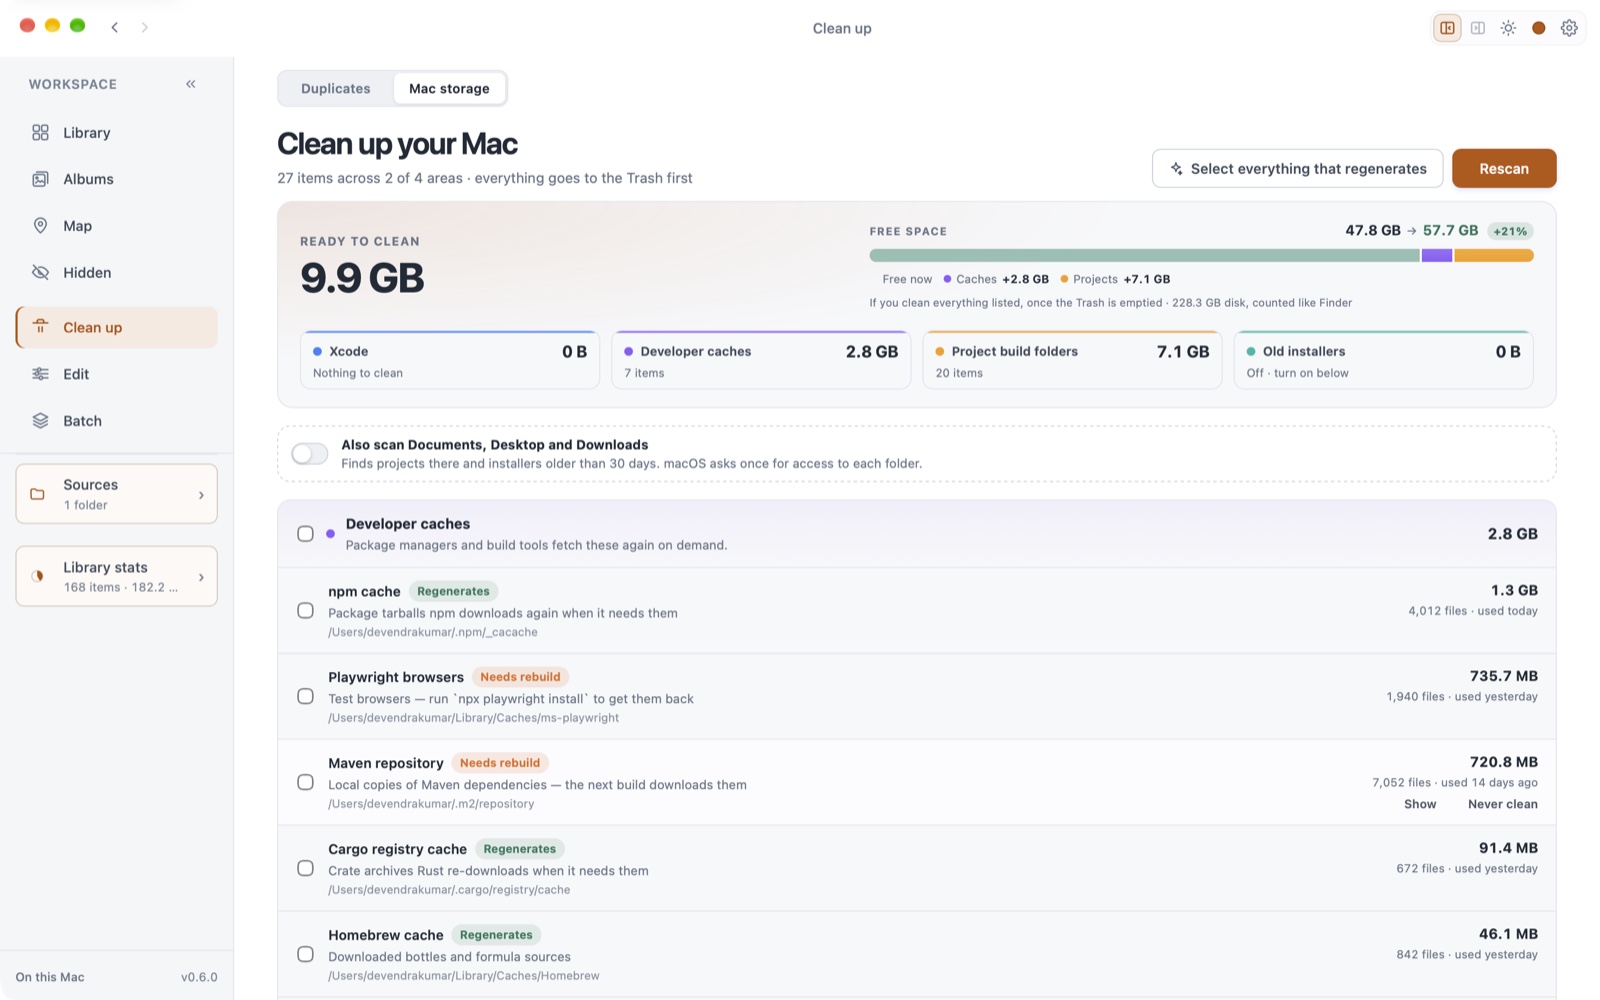 Clean up
WORKSPACE
Library
Albums
Map
Hidden
Clean up
Edit
Batch
Sources
1 folder
Library stats
168 items · 182.2 ...
On this Mac
v0.6.0
Duplicates
Mac storage
Clean up your Mac
27 items across 2 of 4 areas · everything goes to the Trash first
Select everything that regenerates
Rescan
READY TO CLEAN
9.9 GB
FREE SPACE
47.8 GB → 57.7 GB +21%
Free now Caches +2.8 GB Projects +7.1 GB
If you clean everything listed, once the Trash is emptied · 228.3 GB disk, counted like Finder
Xcode 0 B
Nothing to clean
Developer caches 2.8 GB
7 items
Project build folders 7.1 GB
20 items
Old installers 0 B
Off · turn on below
Also scan Documents, Desktop and Downloads
Finds projects there and installers older than 30 days. macOS asks once for access to each folder.
Developer caches
Package managers and build tools fetch these again on demand.
2.8 GB
npm cache Regenerates
Package tarballs npm downloads again when it needs them
/Users/devendrakumar/.npm/_cacache
1.3 GB
4,012 files · used today
Playwright browsers Needs rebuild
Test browsers — run `npx playwright install` to get them back
/Users/devendrakumar/Library/Caches/ms-playwright
735.7 MB
1,940 files · used yesterday
Maven repository Needs rebuild
Local copies of Maven dependencies — the next build downloads them
/Users/devendrakumar/.m2/repository
720.8 MB
7,052 files · used 14 days ago
Show Never clean
Cargo registry cache Regenerates
Crate archives Rust re-downloads when it needs them
/Users/devendrakumar/.cargo/registry/cache
91.4 MB
672 files · used yesterday
Homebrew cache Regenerates
Downloaded bottles and formula sources
/Users/devendrakumar/Library/Caches/Homebrew
46.1 MB
842 files · used yesterday